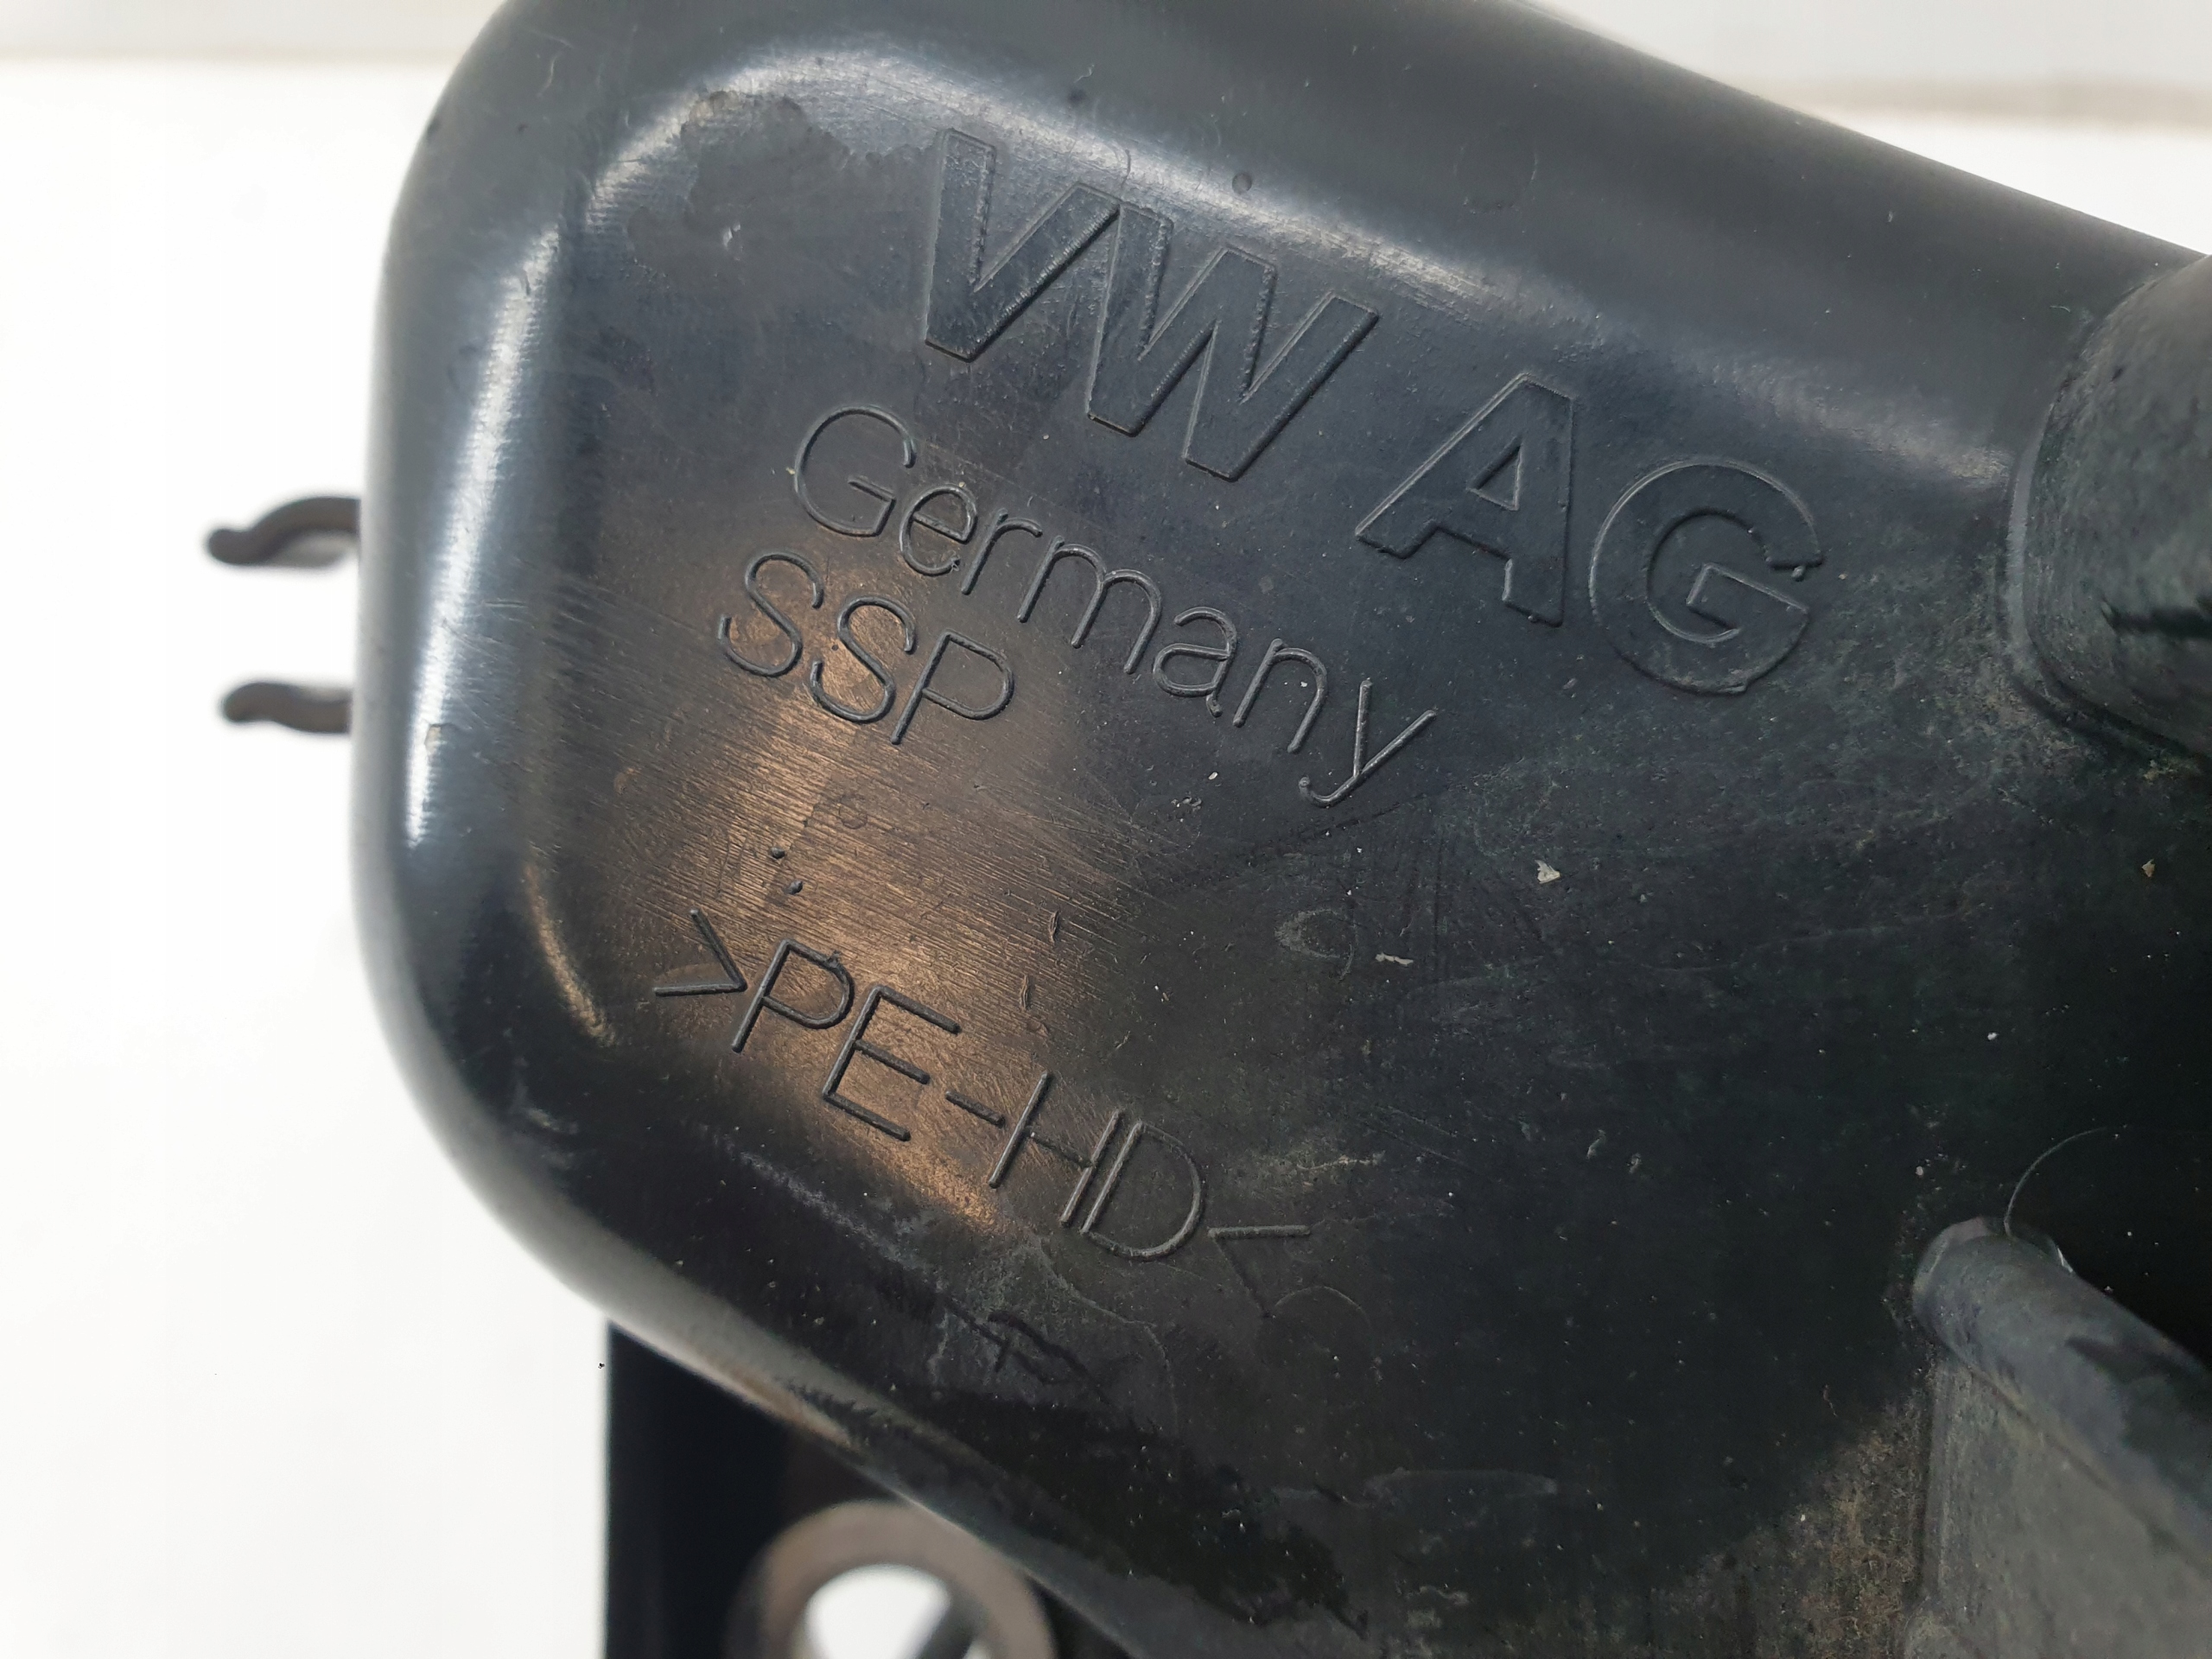 VW AG
Germany
SSP
>PE-HD<